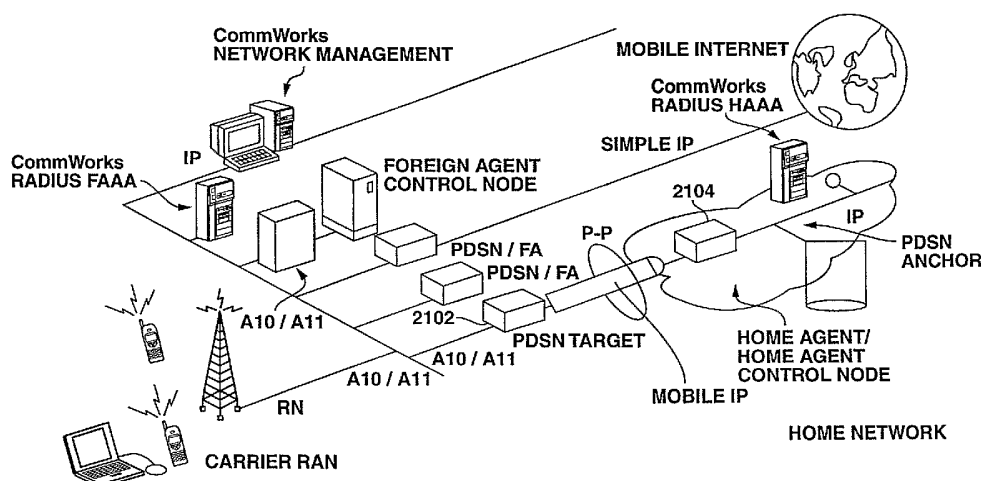 CommWorks
NETWORK MANAGEMENT
MOBILE INTERNET
CommWorks
RADIUS HAAA
IP
CommWorks
RADIUS FAAA
FOREIGN AGENT
CONTROL NODE
SIMPLE IP
2104
P-P
IP
PDSN / FA
PDSN ANCHOR
PDSN / FA
A10 / A11
2102
PDSN TARGET
A10 / A11
A10 / A11
HOME AGENT/
HOME AGENT
CONTROL NODE
MOBILE IP
RN
HOME NETWORK
CARRIER RAN